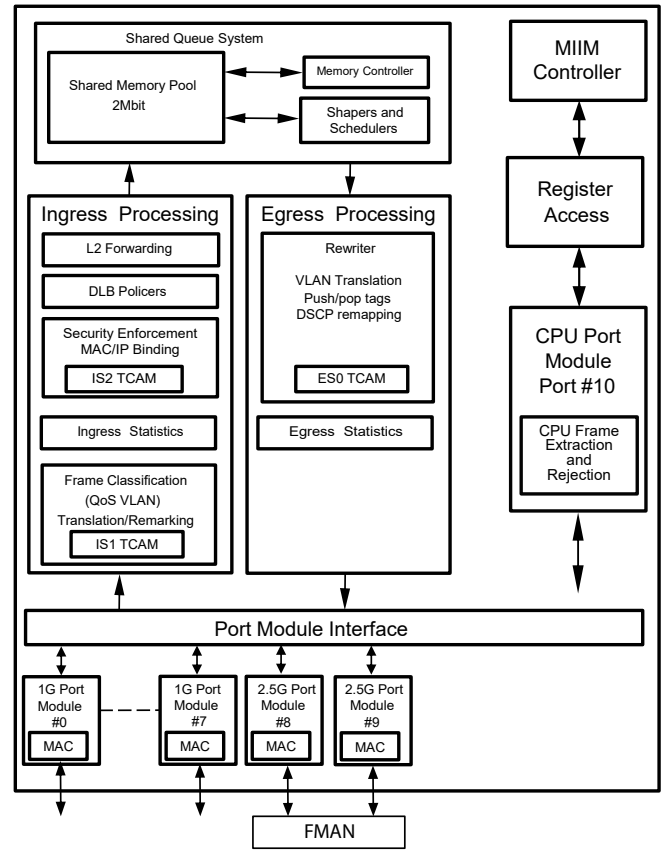 Shared Queue System
Shared Memory Pool
2Mbit
Memory Controller
Shapers and
Schedulers
MIIM
Controller
Register
Access
CPU Port
Module
Port #10
CPU Frame
Extraction
and
Rejection
Ingress Processing
L2 Forwarding
DLB Policers
Security Enforcement
MAC/IP Binding
IS2 TCAM
Ingress Statistics
Frame Classification
(QoS VLAN)
Translation/Remarking
IS1 TCAM
Egress Processing
Rewriter
VLAN Translation
Push/pop tags
DSCP remapping
ES0 TCAM
Egress Statistics
Port Module Interface
1G Port
Module
#0
MAC
1G Port
Module
#7
MAC
2.5G Port
Module
#8
MAC
2.5G Port
Module
#9
MAC
FMAN